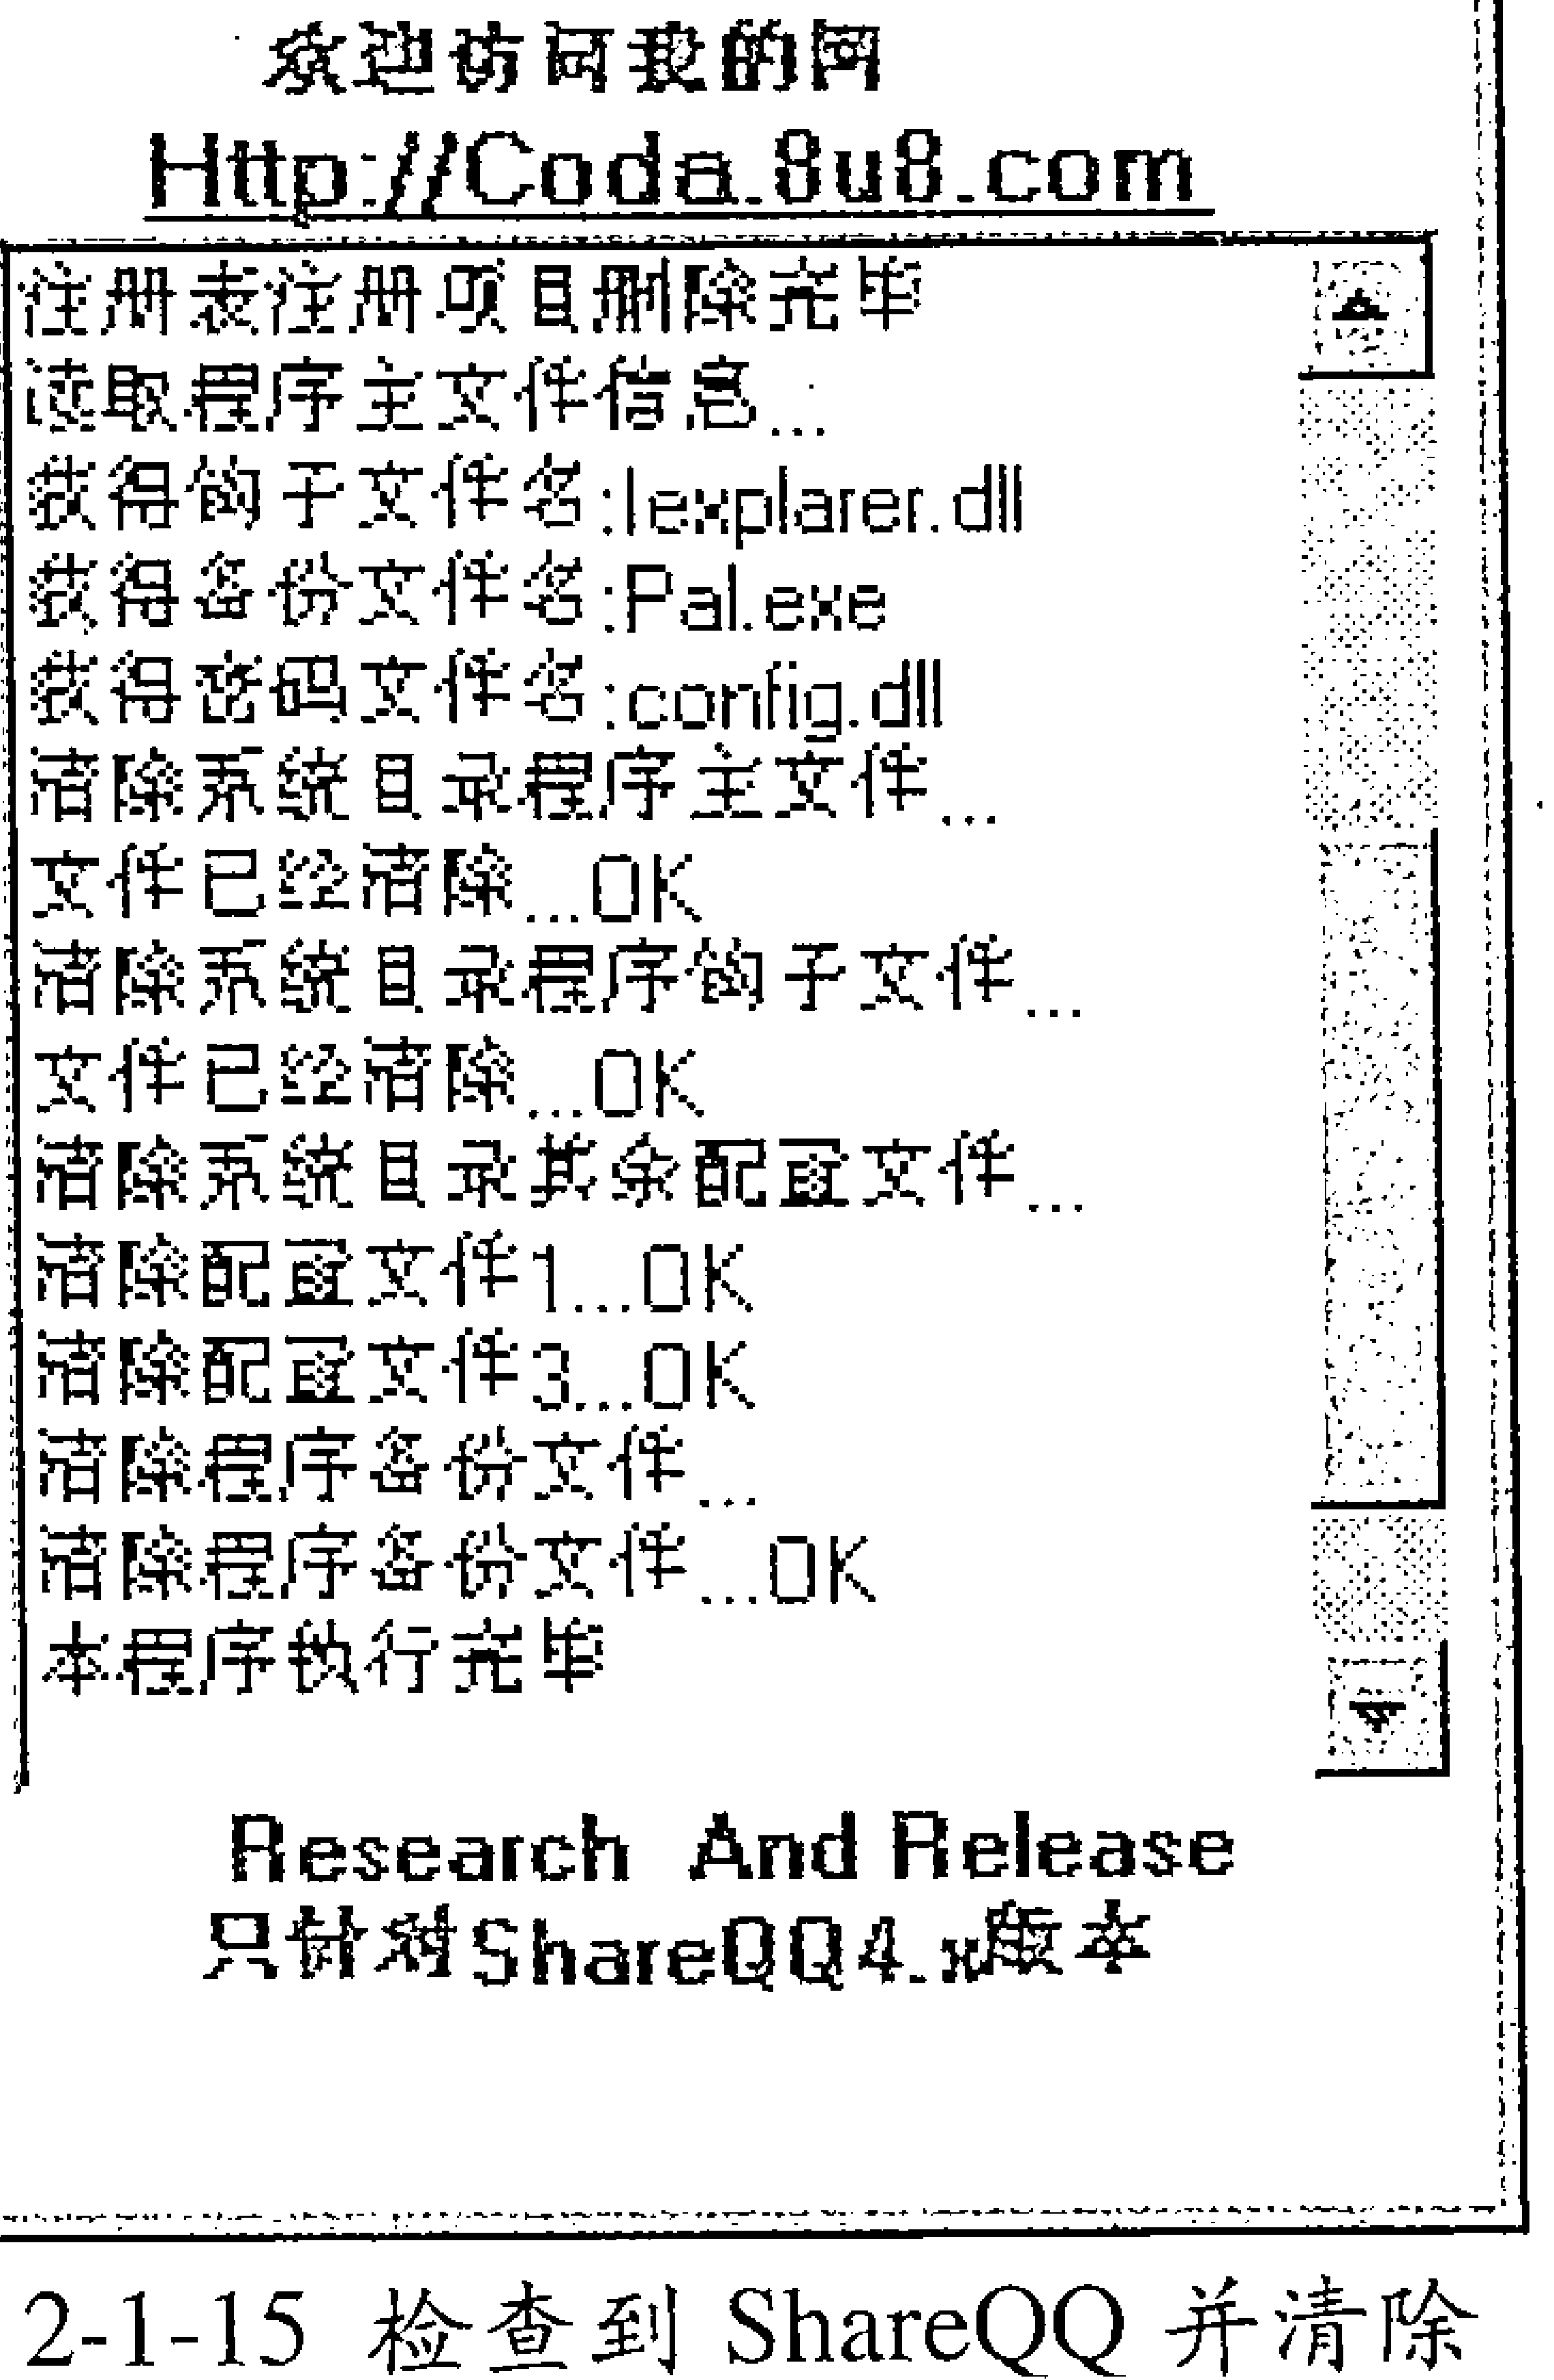 欢迎访问我的网
Http://Coda.8u8.com
注册表注册项目删除完毕
读取程序主文件信息...
获得的子文件名:Iexplarer.dll
获得备份文件名:Pal.exe
获得密码文件名:config.dll
清除系统目录程序主文件...
文件已经清除...OK
清除系统目录程序的子文件...
文件已经清除...OK
清除系统目录其余配置文件...
清除配置文件1...OK
清除配置文件3...OK
清除程序备份文件...
清除程序备份文件...OK
本程序执行完毕
Research And Release
只针对ShareQQ4.x版本
2-1-15 检查到 ShareQQ 并清除